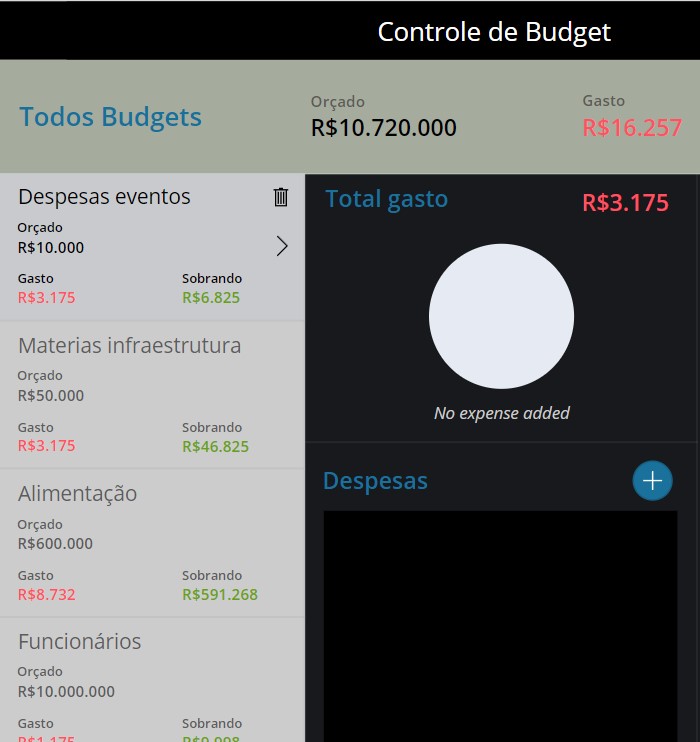 Controle de Budget
Todos Budgets
Orçado
R$10.720.000
Gasto
R$16.257
Despesas eventos
Orçado
R$10.000
Gasto
Sobrando
R$3.175
R$6.825
Materias infraestrutura
Orçado
R$50.000
Gasto
Sobrando
R$3.175
R$46.825
Alimentação
Orçado
R$600.000
Gasto
Sobrando
R$8.732
R$591.268
Funcionários
Orçado
R$10.000.000
Gasto
Sobrando
R$1.175
Total gasto
R$3.175
No expense added
Despesas